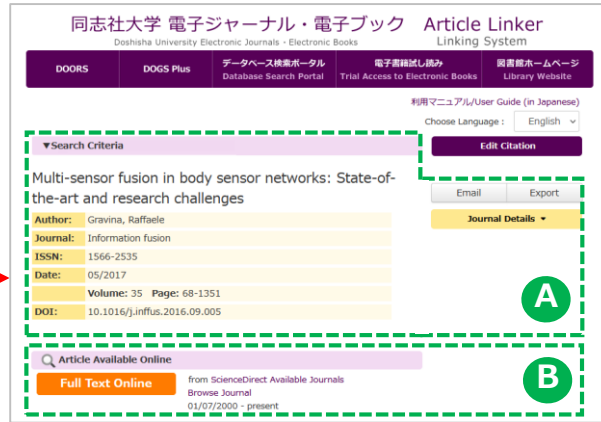 同志社大学 電子ジャーナル・電子ブック Article Linker
Doshisha University Electronic Journals - Electronic Books Linking System
DOORS DOGS Plus データベース検索ポータル 電子書籍試し読み 図書館ホームページ
Database Search Portal Trial Access to Electronic Books Library Website
利用マニュアル/User Guide (in Japanese)
Choose Language : English
▼Search Criteria Edit Citation
Multi-sensor fusion in body sensor networks: State-of-
the-art and research challenges
Email Export
Author: Gravina, Raffaele Journal Details ▾
Journal: Information fusion
ISSN: 1566-2535
Date: 05/2017
Volume: 35 Page: 68-1351
DOI: 10.1016/j.inffus.2016.09.005
A
Article Available Online
Full Text Online from ScienceDirect Available Journals
Browse Journal
01/07/2000 - present
B